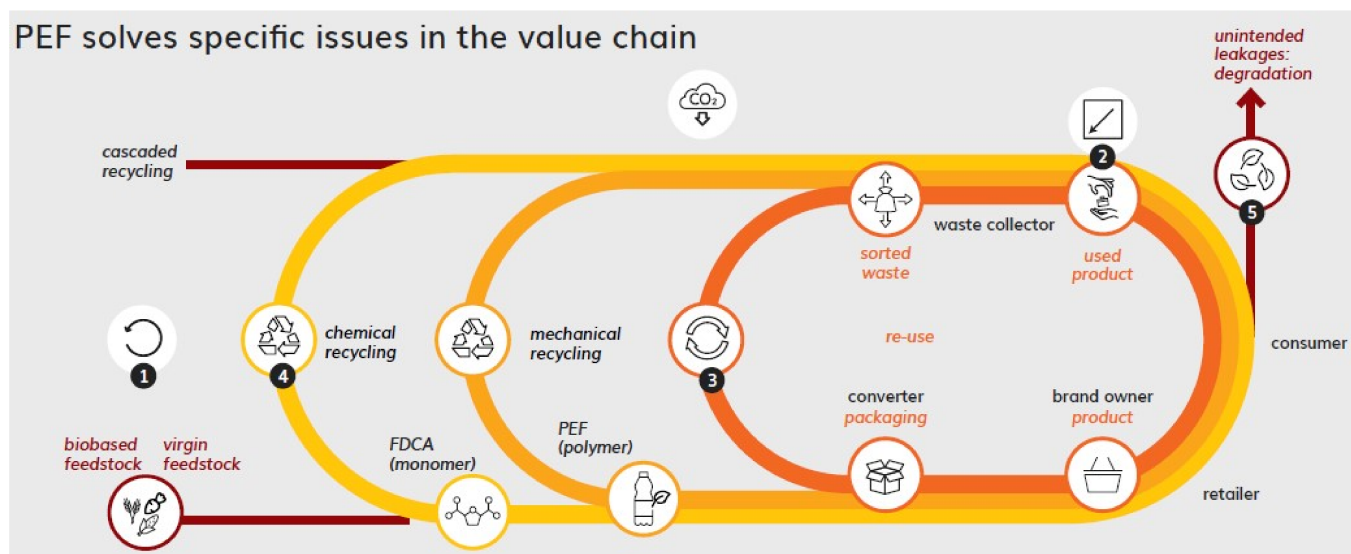 PEF solves specific issues in the value chain
unintended
leakages:
degradation
CO₂
2
cascaded
recycling
5
waste collector
sorted
waste
used
product
chemical
recycling
mechanical
recycling
re-use
consumer
1
4
3
converter
packaging
brand owner
product
biobased
feedstock
virgin
feedstock
FDCA
(monomer)
PEF
(polymer)
retailer